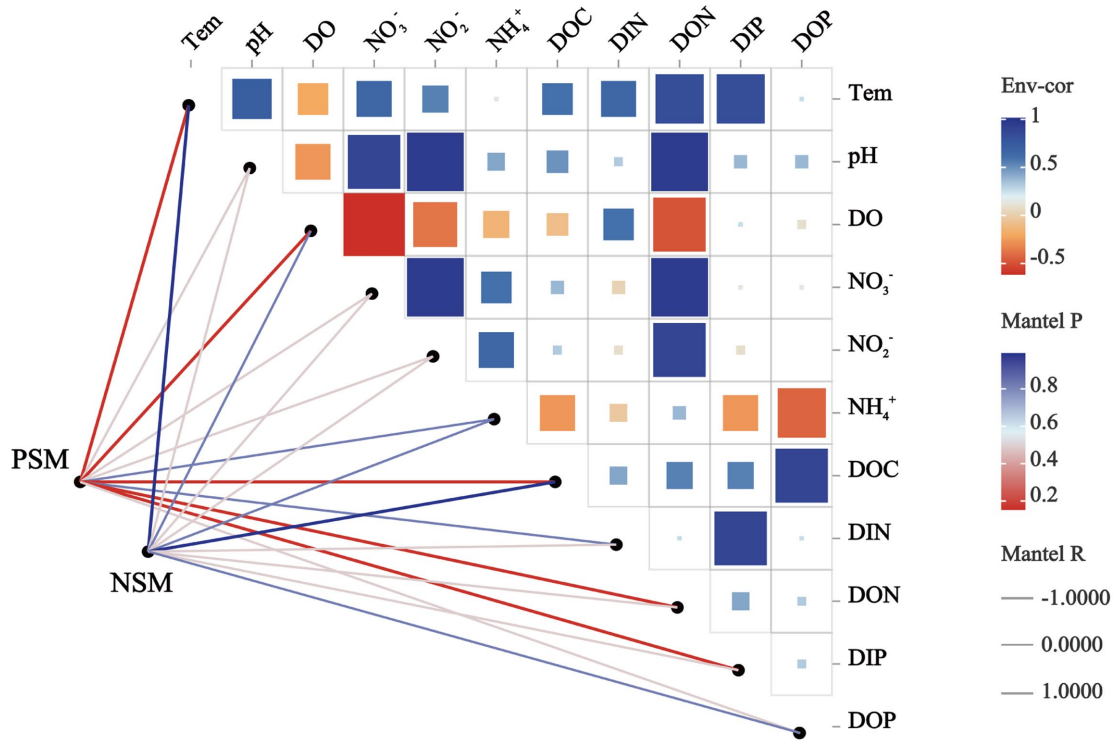 Tem pH DO NO₃⁻ NO₂⁻ NH₄⁺ DOC DIN DON DIP DOP
Tem
pH
DO
NO₃⁻
NO₂⁻
NH₄⁺
DOC
DIN
DON
DIP
DOP
PSM
NSM
Env-cor
1
0.5
0
-0.5
Mantel P
0.8
0.6
0.4
0.2
Mantel R
-1.0000
0.0000
1.0000